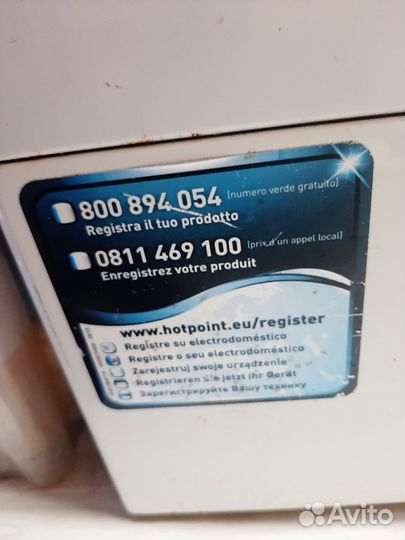 800 894 054 (numero verde gratuito)
Registra il tuo prodotto
0811 469 100 (prix d'un appel local)
Enregistrez votre produit
www.hotpoint.eu/register
Registre su electrodoméstico
Registre o seu electrodoméstico
Zarejestruj swoje urządzenie
Registrieren Sie jetzt ihr Gerät
Зарегистрируйте Вашу технику
Avito